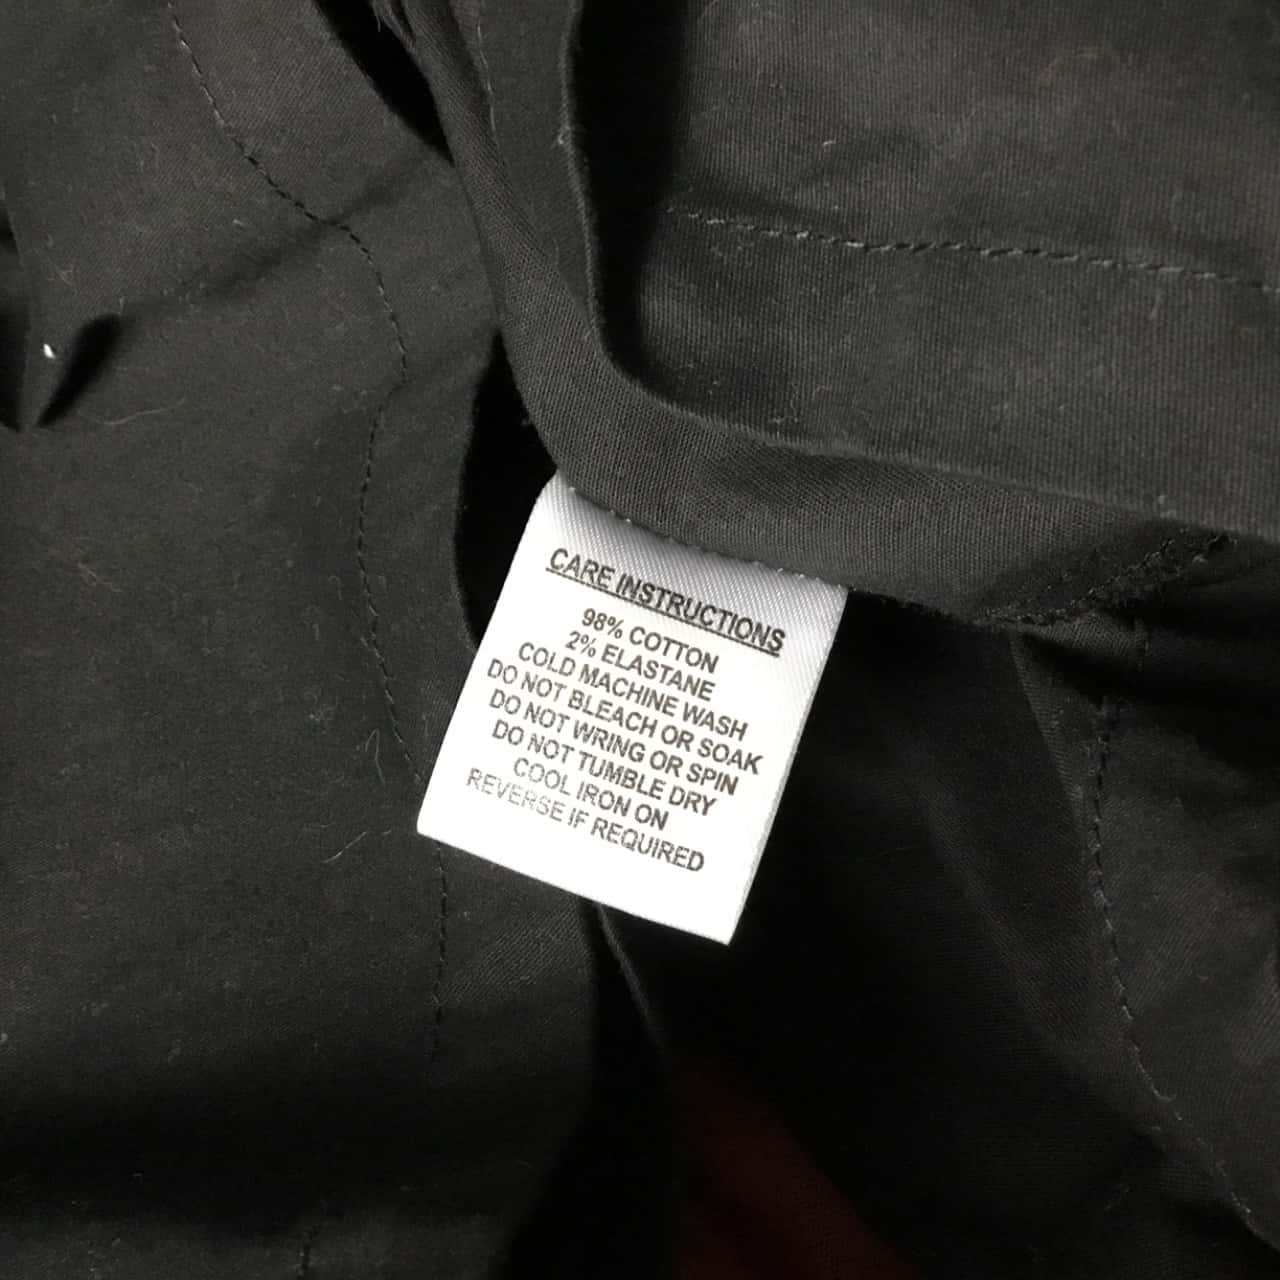 CARE INSTRUCTIONS
98% COTTON
2% ELASTANE
COLD MACHINE WASH
DO NOT BLEACH OR SOAK
DO NOT WRING OR SPIN
DO NOT TUMBLE DRY
COOL IRON ON
REVERSE IF REQUIRED